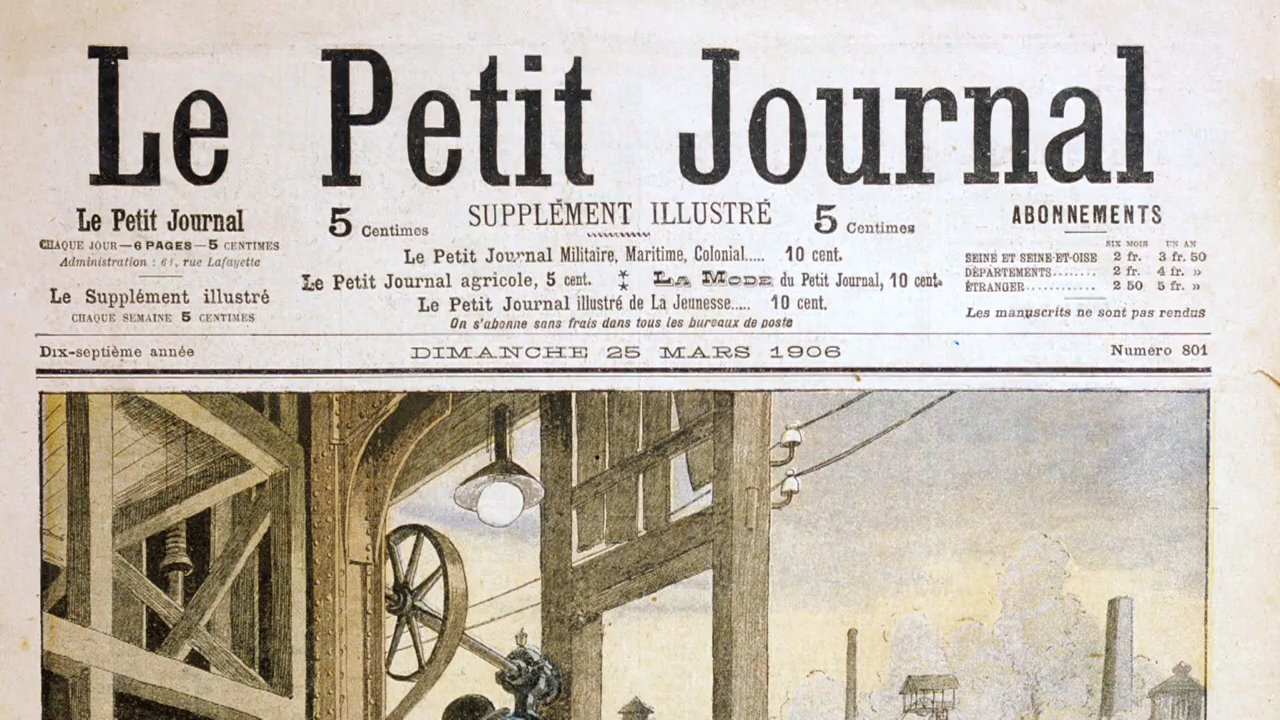 Le Petit Journal
Le Petit Journal
CHAQUE JOUR—6 PAGES—5 CENTIMES
Administration : 61, rue Lafayette
Le Supplément illustré
CHAQUE SEMAINE 5 CENTIMES
5 Centimes
SUPPLÉMENT ILLUSTRÉ
5 Centimes
Le Petit Journal Militaire, Maritime, Colonial..... 10 cent.
Le Petit Journal agricole, 5 cent. ⁂ LA MODE du Petit Journal, 10 cent.
Le Petit Journal illustré de La Jeunesse..... 10 cent.
On s'abonne sans frais dans tous les bureaux de poste
ABONNEMENTS
SIX MOIS UN AN
SEINE ET SEINE-ET-OISE 2 fr. 3 fr. 50
DÉPARTEMENTS........ 2 fr. 4 fr. »
ÉTRANGER............ 2 50 5 fr. »
Les manuscrits ne sont pas rendus
Dix-septième année
DIMANCHE 25 MARS 1906
Numéro 801